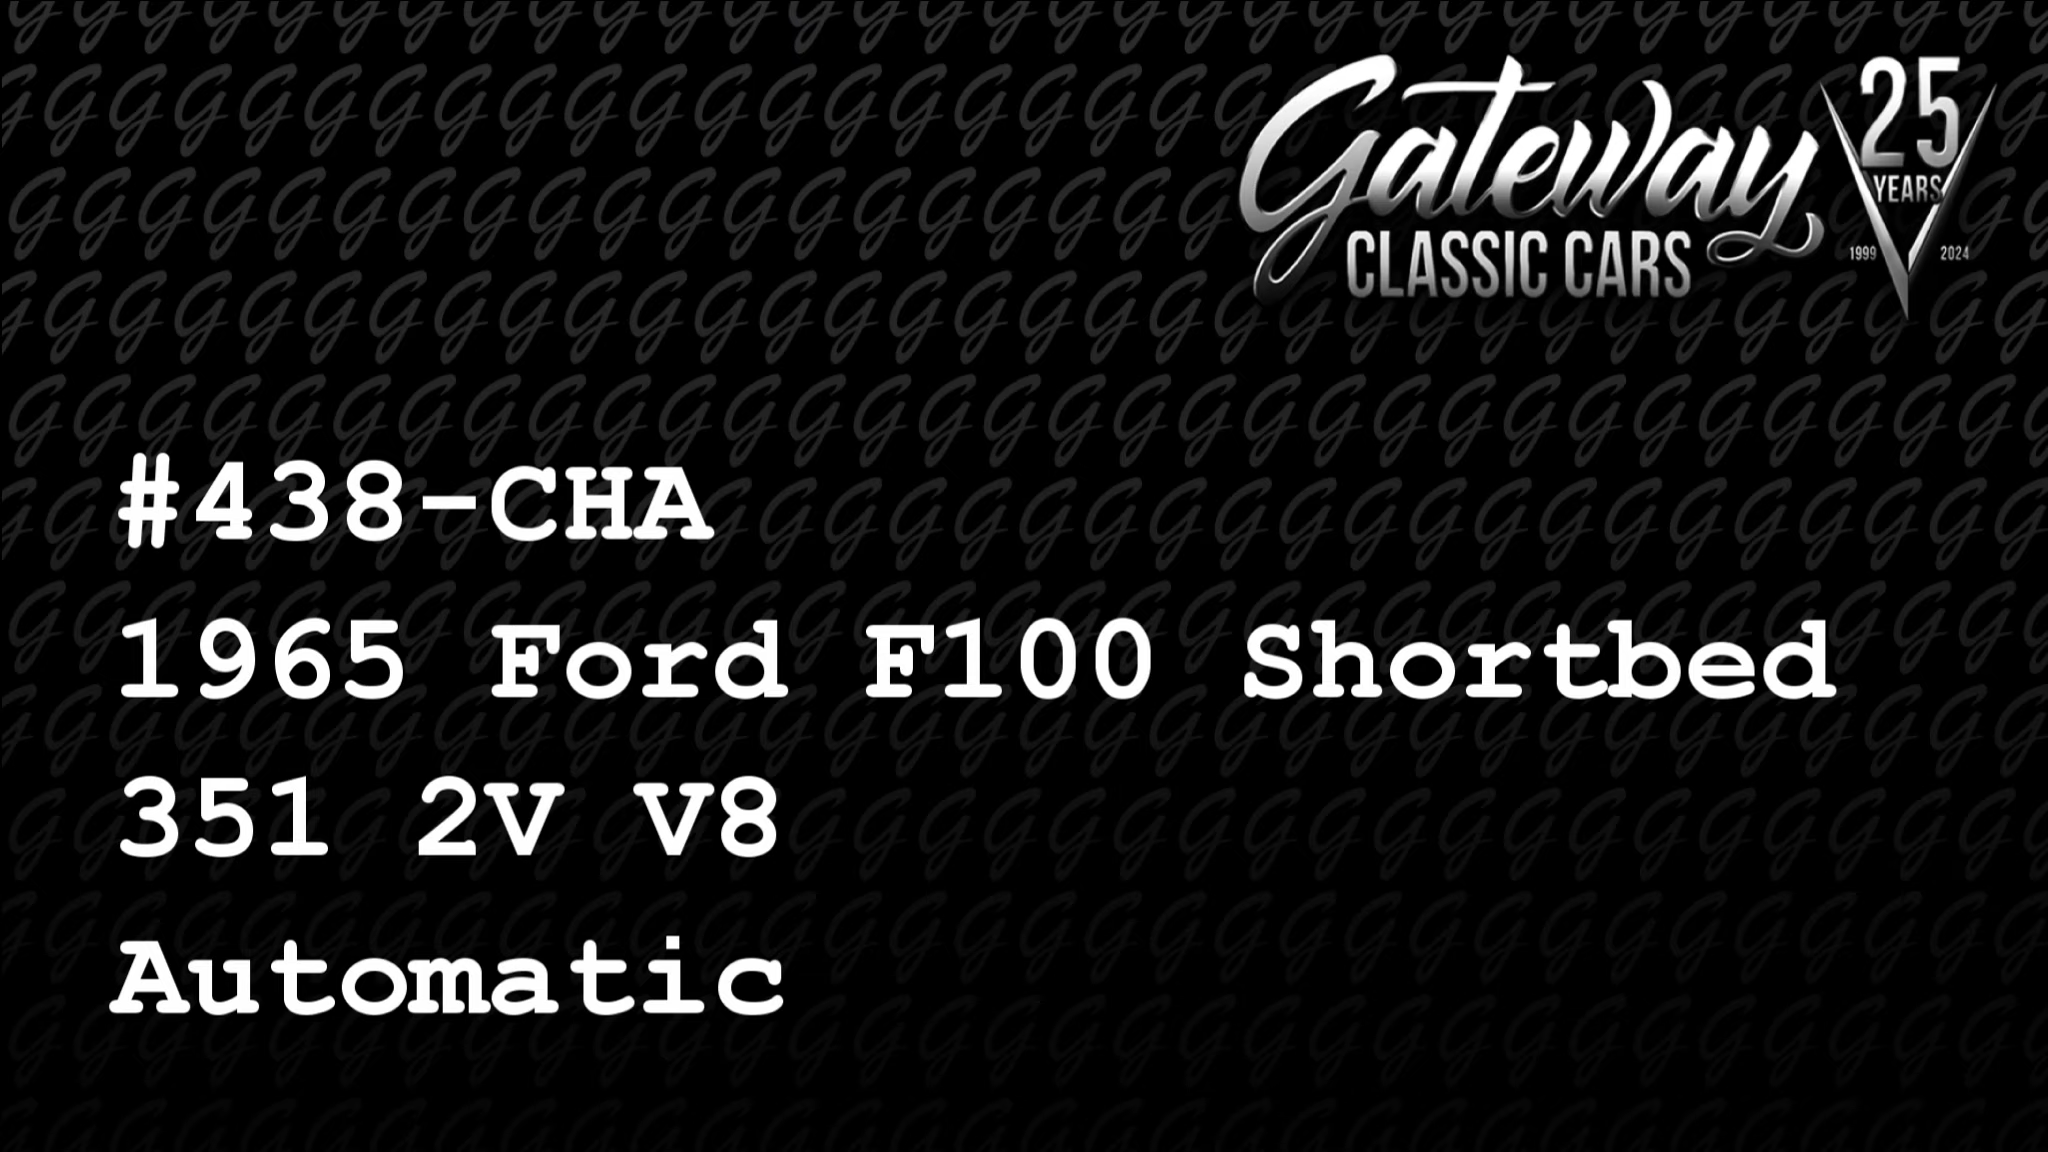 Gateway
CLASSIC CARS
25
YEARS
1999 2024
#438-CHA
1965 Ford F100 Shortbed
351 2V V8
Automatic